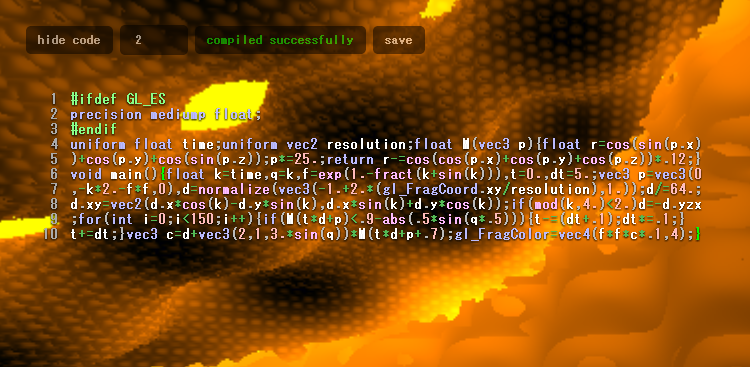 hide code
2
compiled successfully
save
1 #ifdef GL_ES
2 precision mediump float;
3 #endif
4 uniform float time;uniform vec2 resolution;float M(vec3 p){float r=cos(sin(p.x)
5 )+cos(p.y)+cos(sin(p.z));p*=25.;return r-=cos(cos(p.x)+cos(p.y)+cos(p.z))*.12;}
6 void main(){float k=time,q=k,f=exp(1.-fract(k+sin(k))),t=0.,dt=5.;vec3 p=vec3(0
7 ,-k*2.-f*f,0),d=normalize(vec3(-1.+2.*(gl_FragCoord.xy/resolution),1.));d/=64.;
8 d.xy=vec2(d.x*cos(k)-d.y*sin(k),d.x*sin(k)+d.y*cos(k));if(mod(k,4.)<2.)d=-d.yzx
9 ;for(int i=0;i<150;i++){if(M(t*d+p)<.9-abs(.5*sin(q*.5))){t-=(dt+.1);dt*=.1;}
10 t+=dt;}vec3 c=d+vec3(2,1,3.*sin(q))*M(t*d+p+.7);gl_FragColor=vec4(f*f*c*.1,4);}